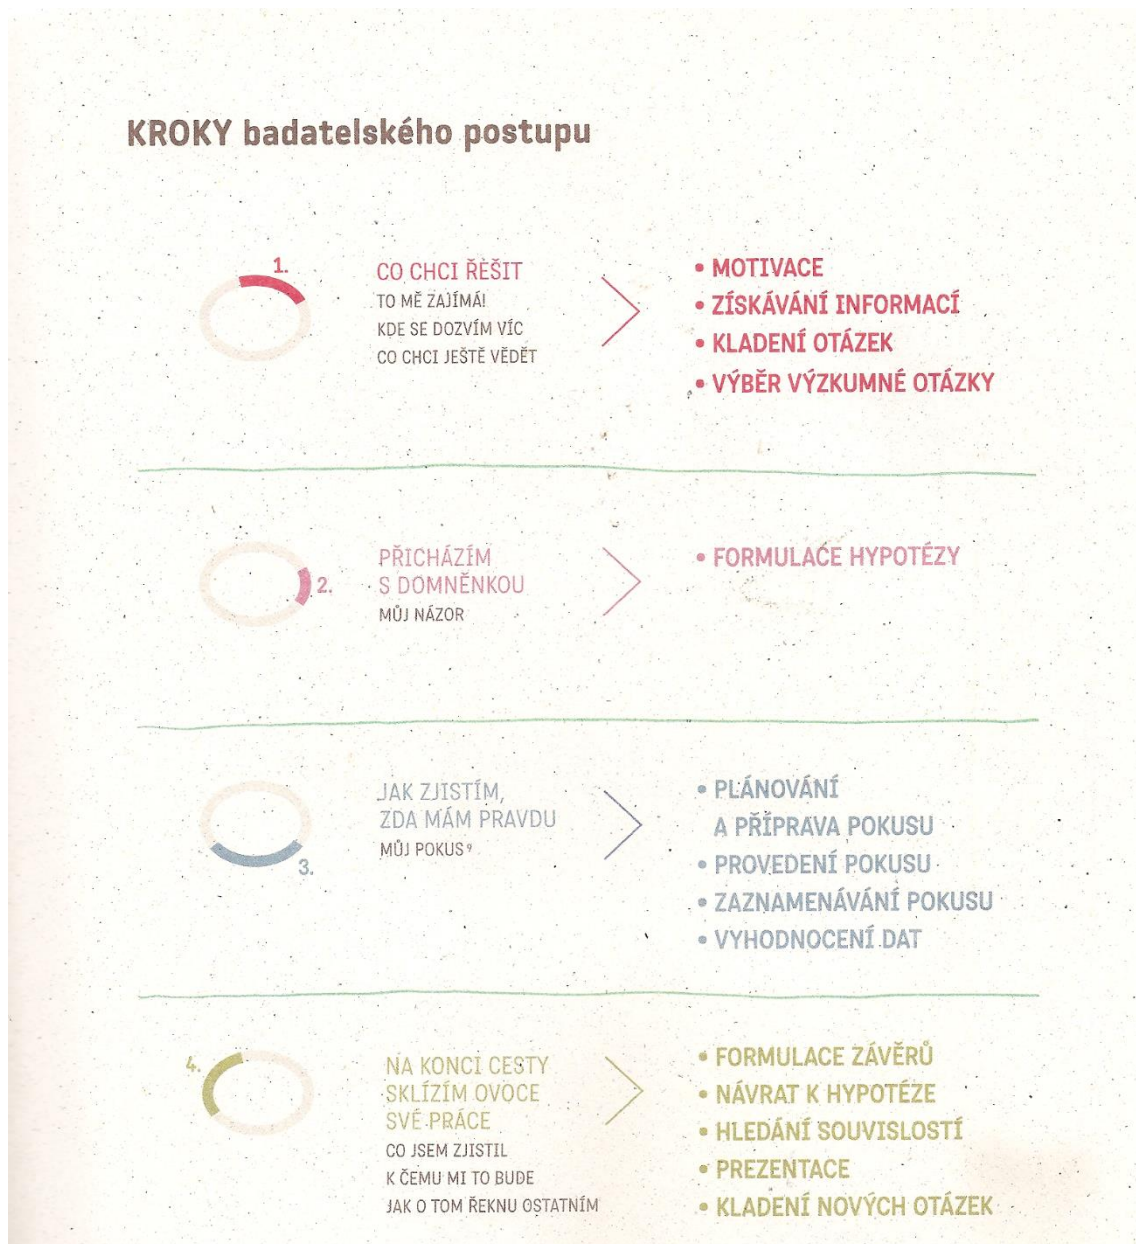 KROKY badatelského postupu
1.
CO CHCI ŘEŠIT
TO MĚ ZAJÍMÁ!
KDE SE DOZVÍM VÍC
CO CHCI JEŠTĚ VĚDĚT
• MOTIVACE
• ZÍSKÁVÁNÍ INFORMACÍ
• KLADENÍ OTÁZEK
• VÝBĚR VÝZKUMNÉ OTÁZKY
2.
PŘICHÁZÍM
S DOMNĚNKOU
MŮJ NÁZOR
• FORMULACE HYPOTÉZY
3.
JAK ZJISTÍM,
ZDA MÁM PRAVDU
MŮJ POKUS⁹
• PLÁNOVÁNÍ
A PŘÍPRAVA POKUSU
• PROVEDENÍ POKUSU
• ZAZNAMENÁVÁNÍ POKUSU
• VYHODNOCENÍ DAT
4.
NA KONCI CESTY
SKLÍZÍM OVOCE
SVÉ PRÁCE
CO JSEM ZJISTIL
K ČEMU MI TO BUDE
JAK O TOM ŘEKNU OSTATNÍM
• FORMULACE ZÁVĚRŮ
• NÁVRAT K HYPOTÉZE
• HLEDÁNÍ SOUVISLOSTÍ
• PREZENTACE
• KLADENÍ NOVÝCH OTÁZEK